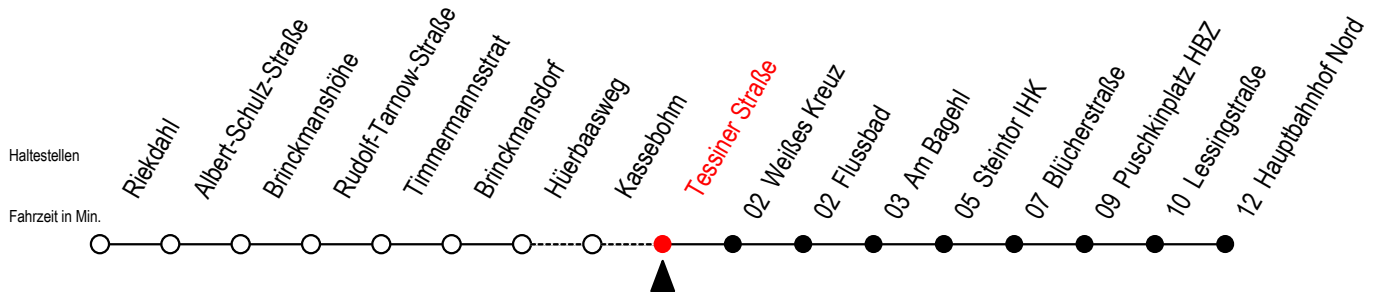 Haltestellen
Fahrzeit in Min.
Riekdahl
Albert-Schulz-Straße
Brinckmanshöhe
Rudolf-Tarnow-Straße
Timmermannsstrat
Brinckmansdorf
Hüerbaasweg
Kassebohm
Tessiner Straße
02 Weißes Kreuz
02 Flussbad
03 Am Bagehl
05 Steintor IHK
07 Blücherstraße
09 Puschkinplatz HBZ
10 Lessingstraße
12 Hauptbahnhof Nord